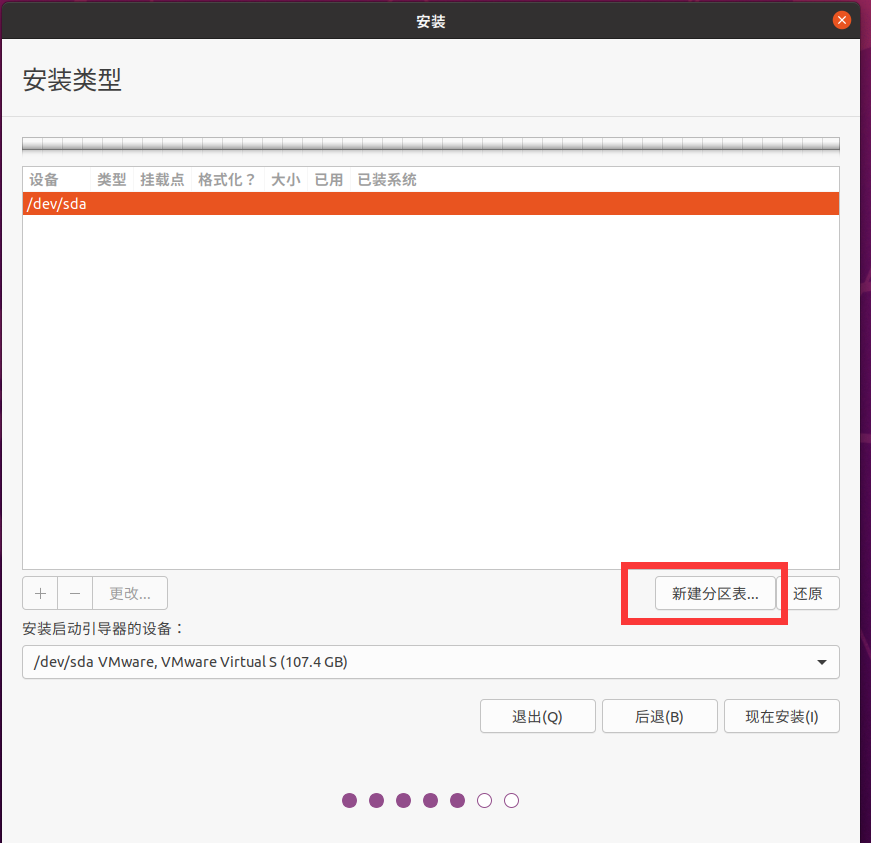 安装
安装类型
设备 类型 挂载点 格式化？ 大小 已用 已装系统
/dev/sda
+ − 更改... 新建分区表... 还原
安装启动引导器的设备：
/dev/sda VMware, VMware Virtual S (107.4 GB)
退出(Q) 后退(B) 现在安装(I)